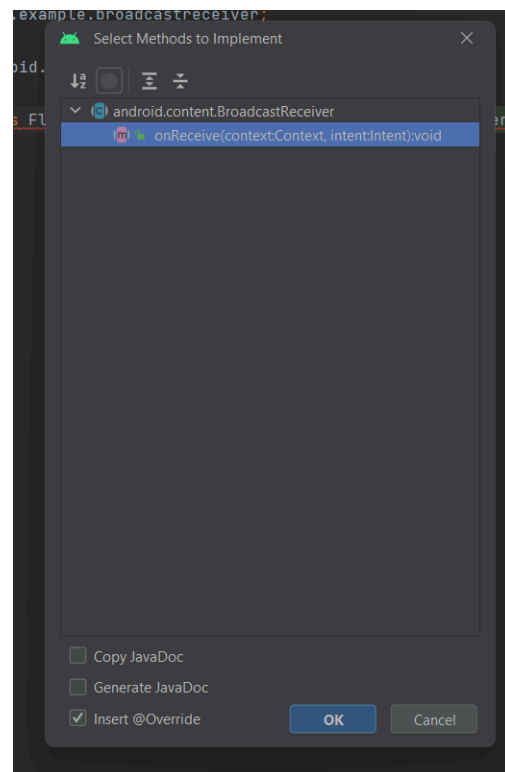 .example.broadcastreceiver;
Select Methods to Implement
oid.
android.content.BroadcastReceiver
s Fl
er
onReceive(context:Context, intent:Intent):void
Copy JavaDoc
Generate JavaDoc
Insert @Override
OK
Cancel